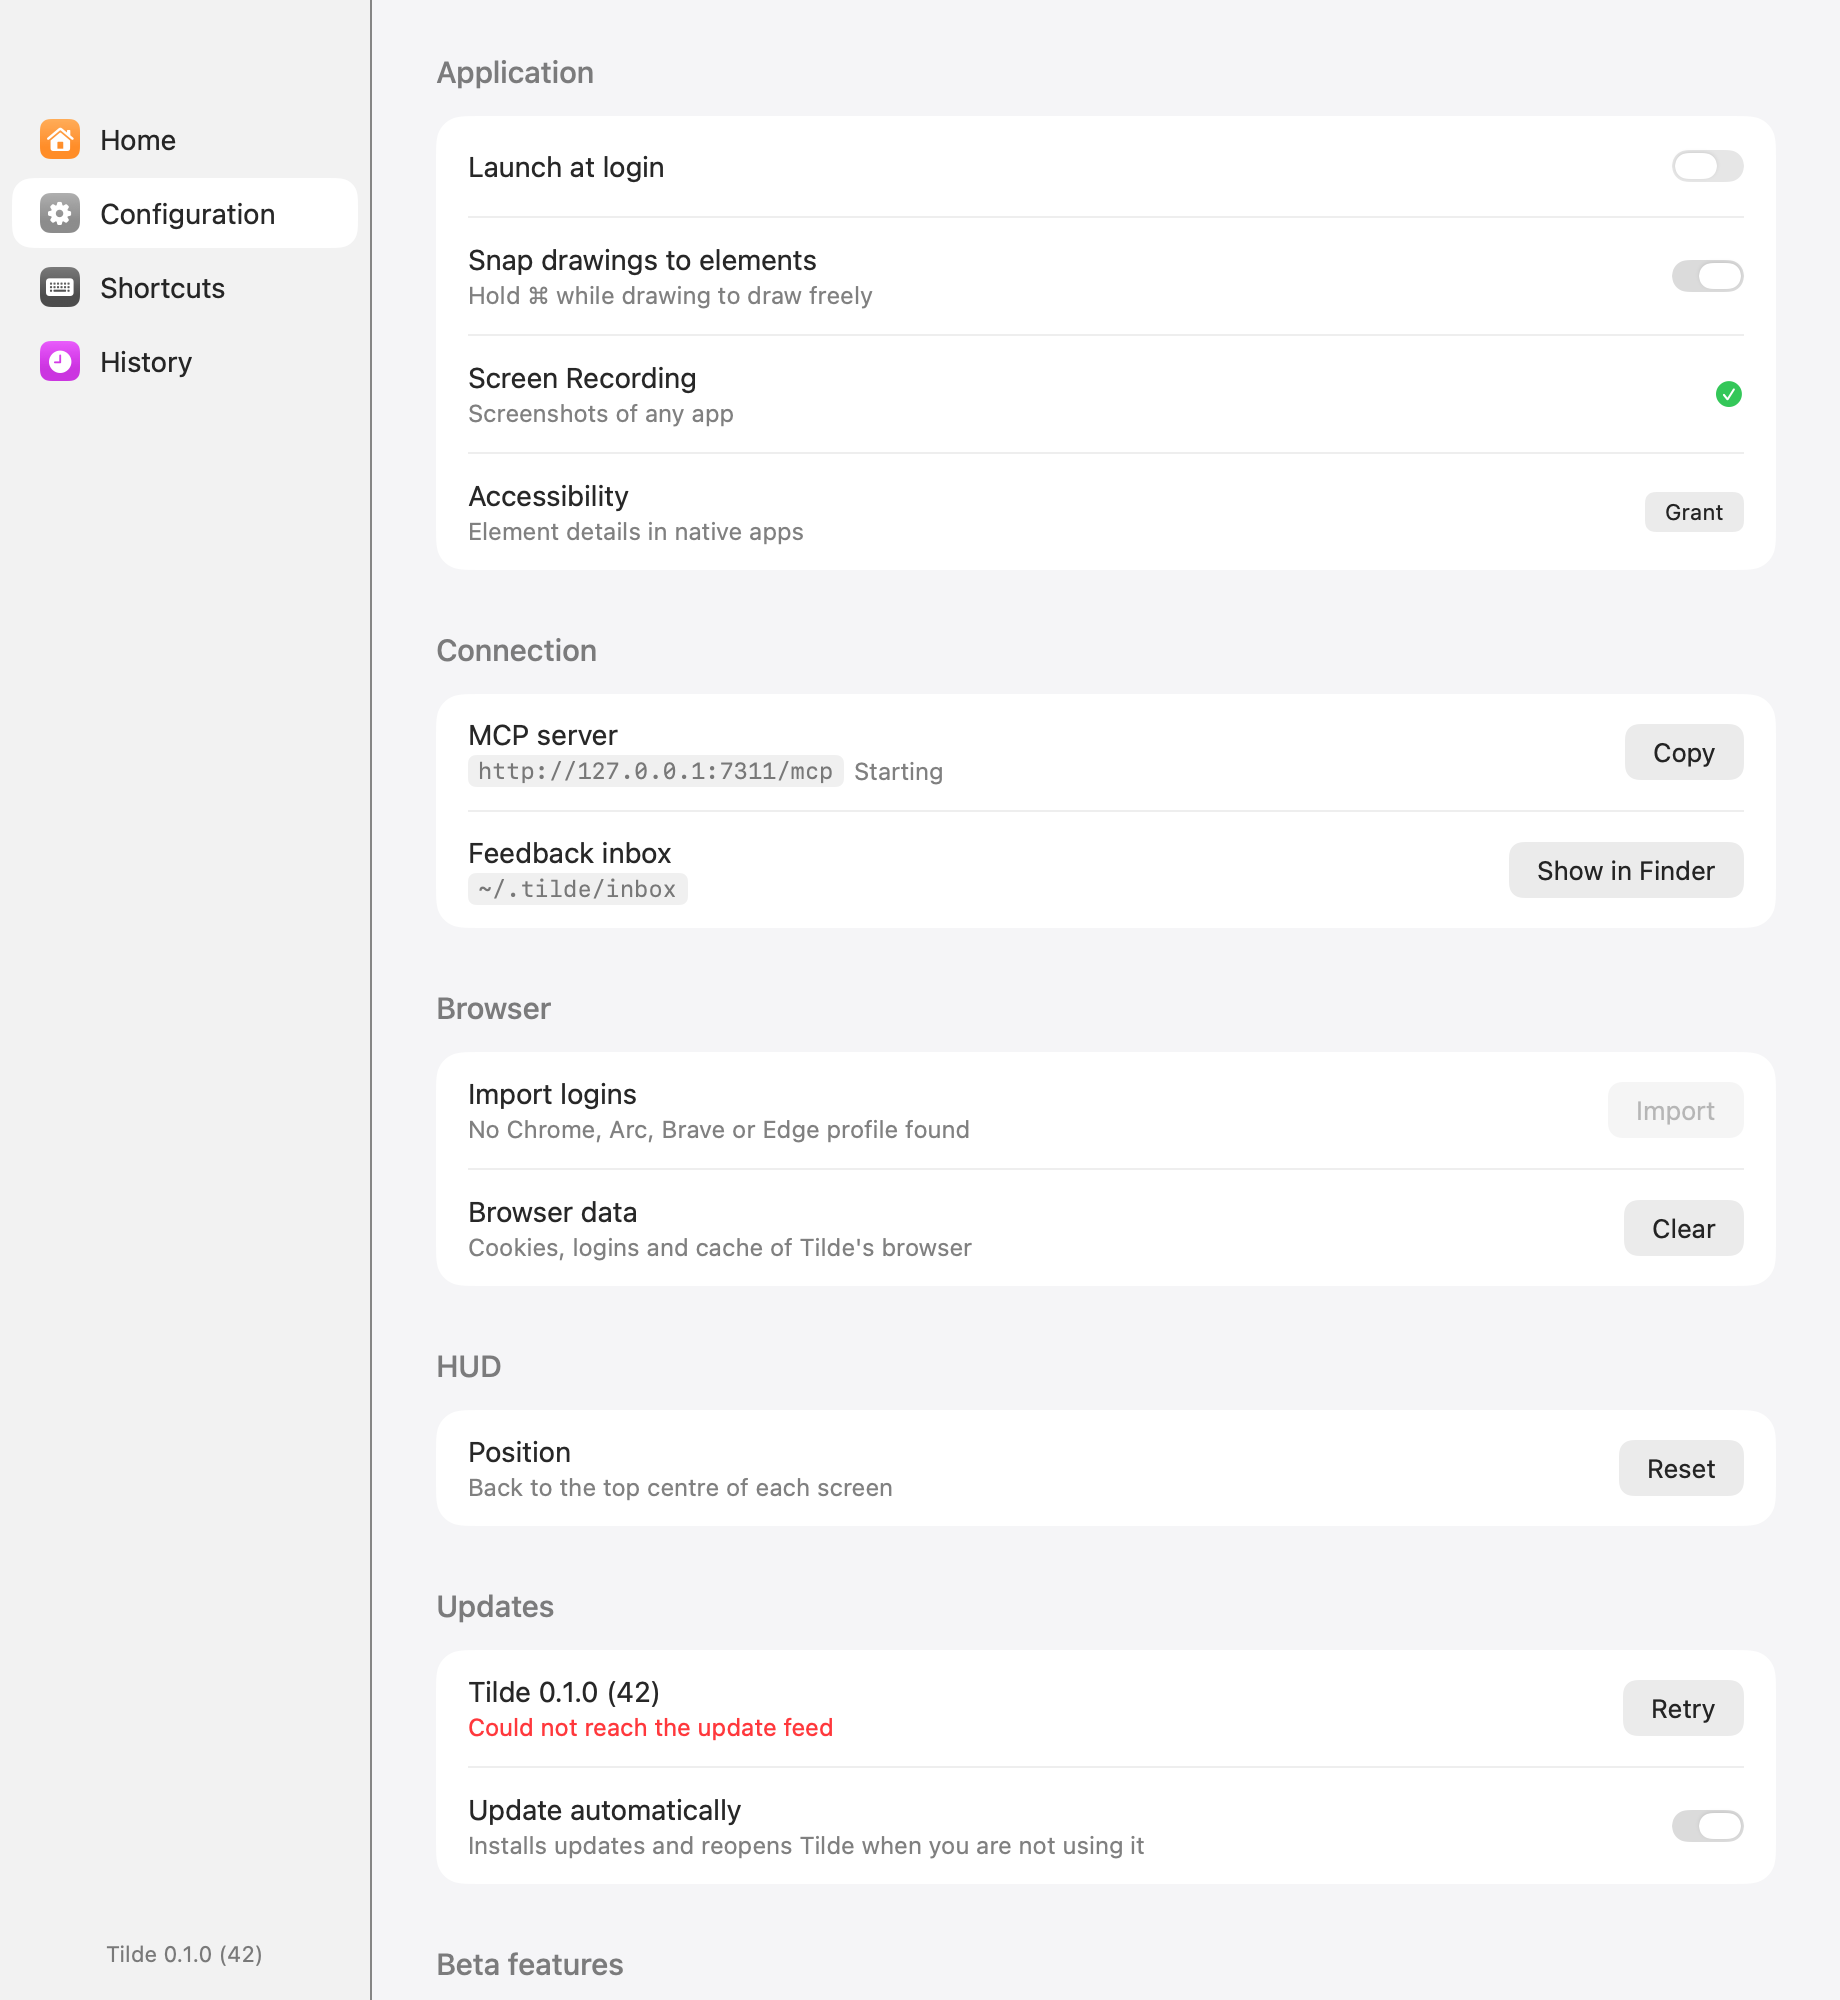 Home
Configuration
Shortcuts
History
Tilde 0.1.0 (42)
Application
Launch at login
Snap drawings to elements
Hold ⌘ while drawing to draw freely
Screen Recording
Screenshots of any app
Accessibility
Element details in native apps
Grant
Connection
MCP server
http://127.0.0.1:7311/mcp Starting
Copy
Feedback inbox
~/.tilde/inbox
Show in Finder
Browser
Import logins
No Chrome, Arc, Brave or Edge profile found
Import
Browser data
Cookies, logins and cache of Tilde's browser
Clear
HUD
Position
Back to the top centre of each screen
Reset
Updates
Tilde 0.1.0 (42)
Could not reach the update feed
Retry
Update automatically
Installs updates and reopens Tilde when you are not using it
Beta features